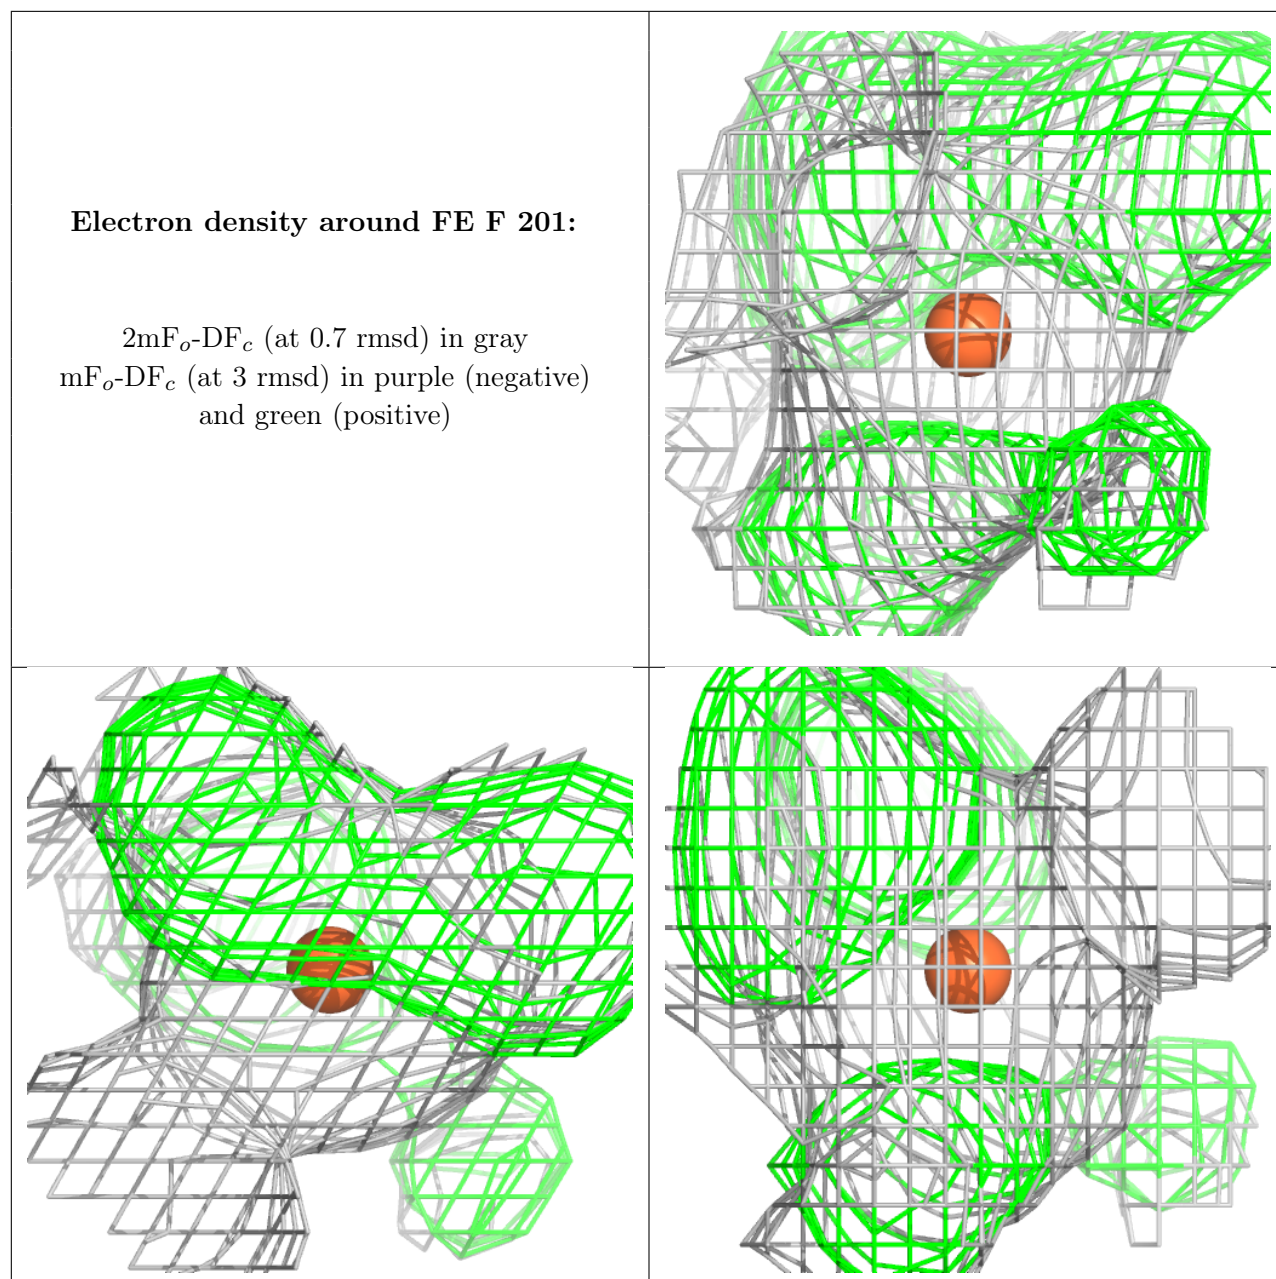 Electron density around FE F 201:
2mFo-DFc (at 0.7 rmsd) in gray
mFo-DFc (at 3 rmsd) in purple (negative)
and green (positive)